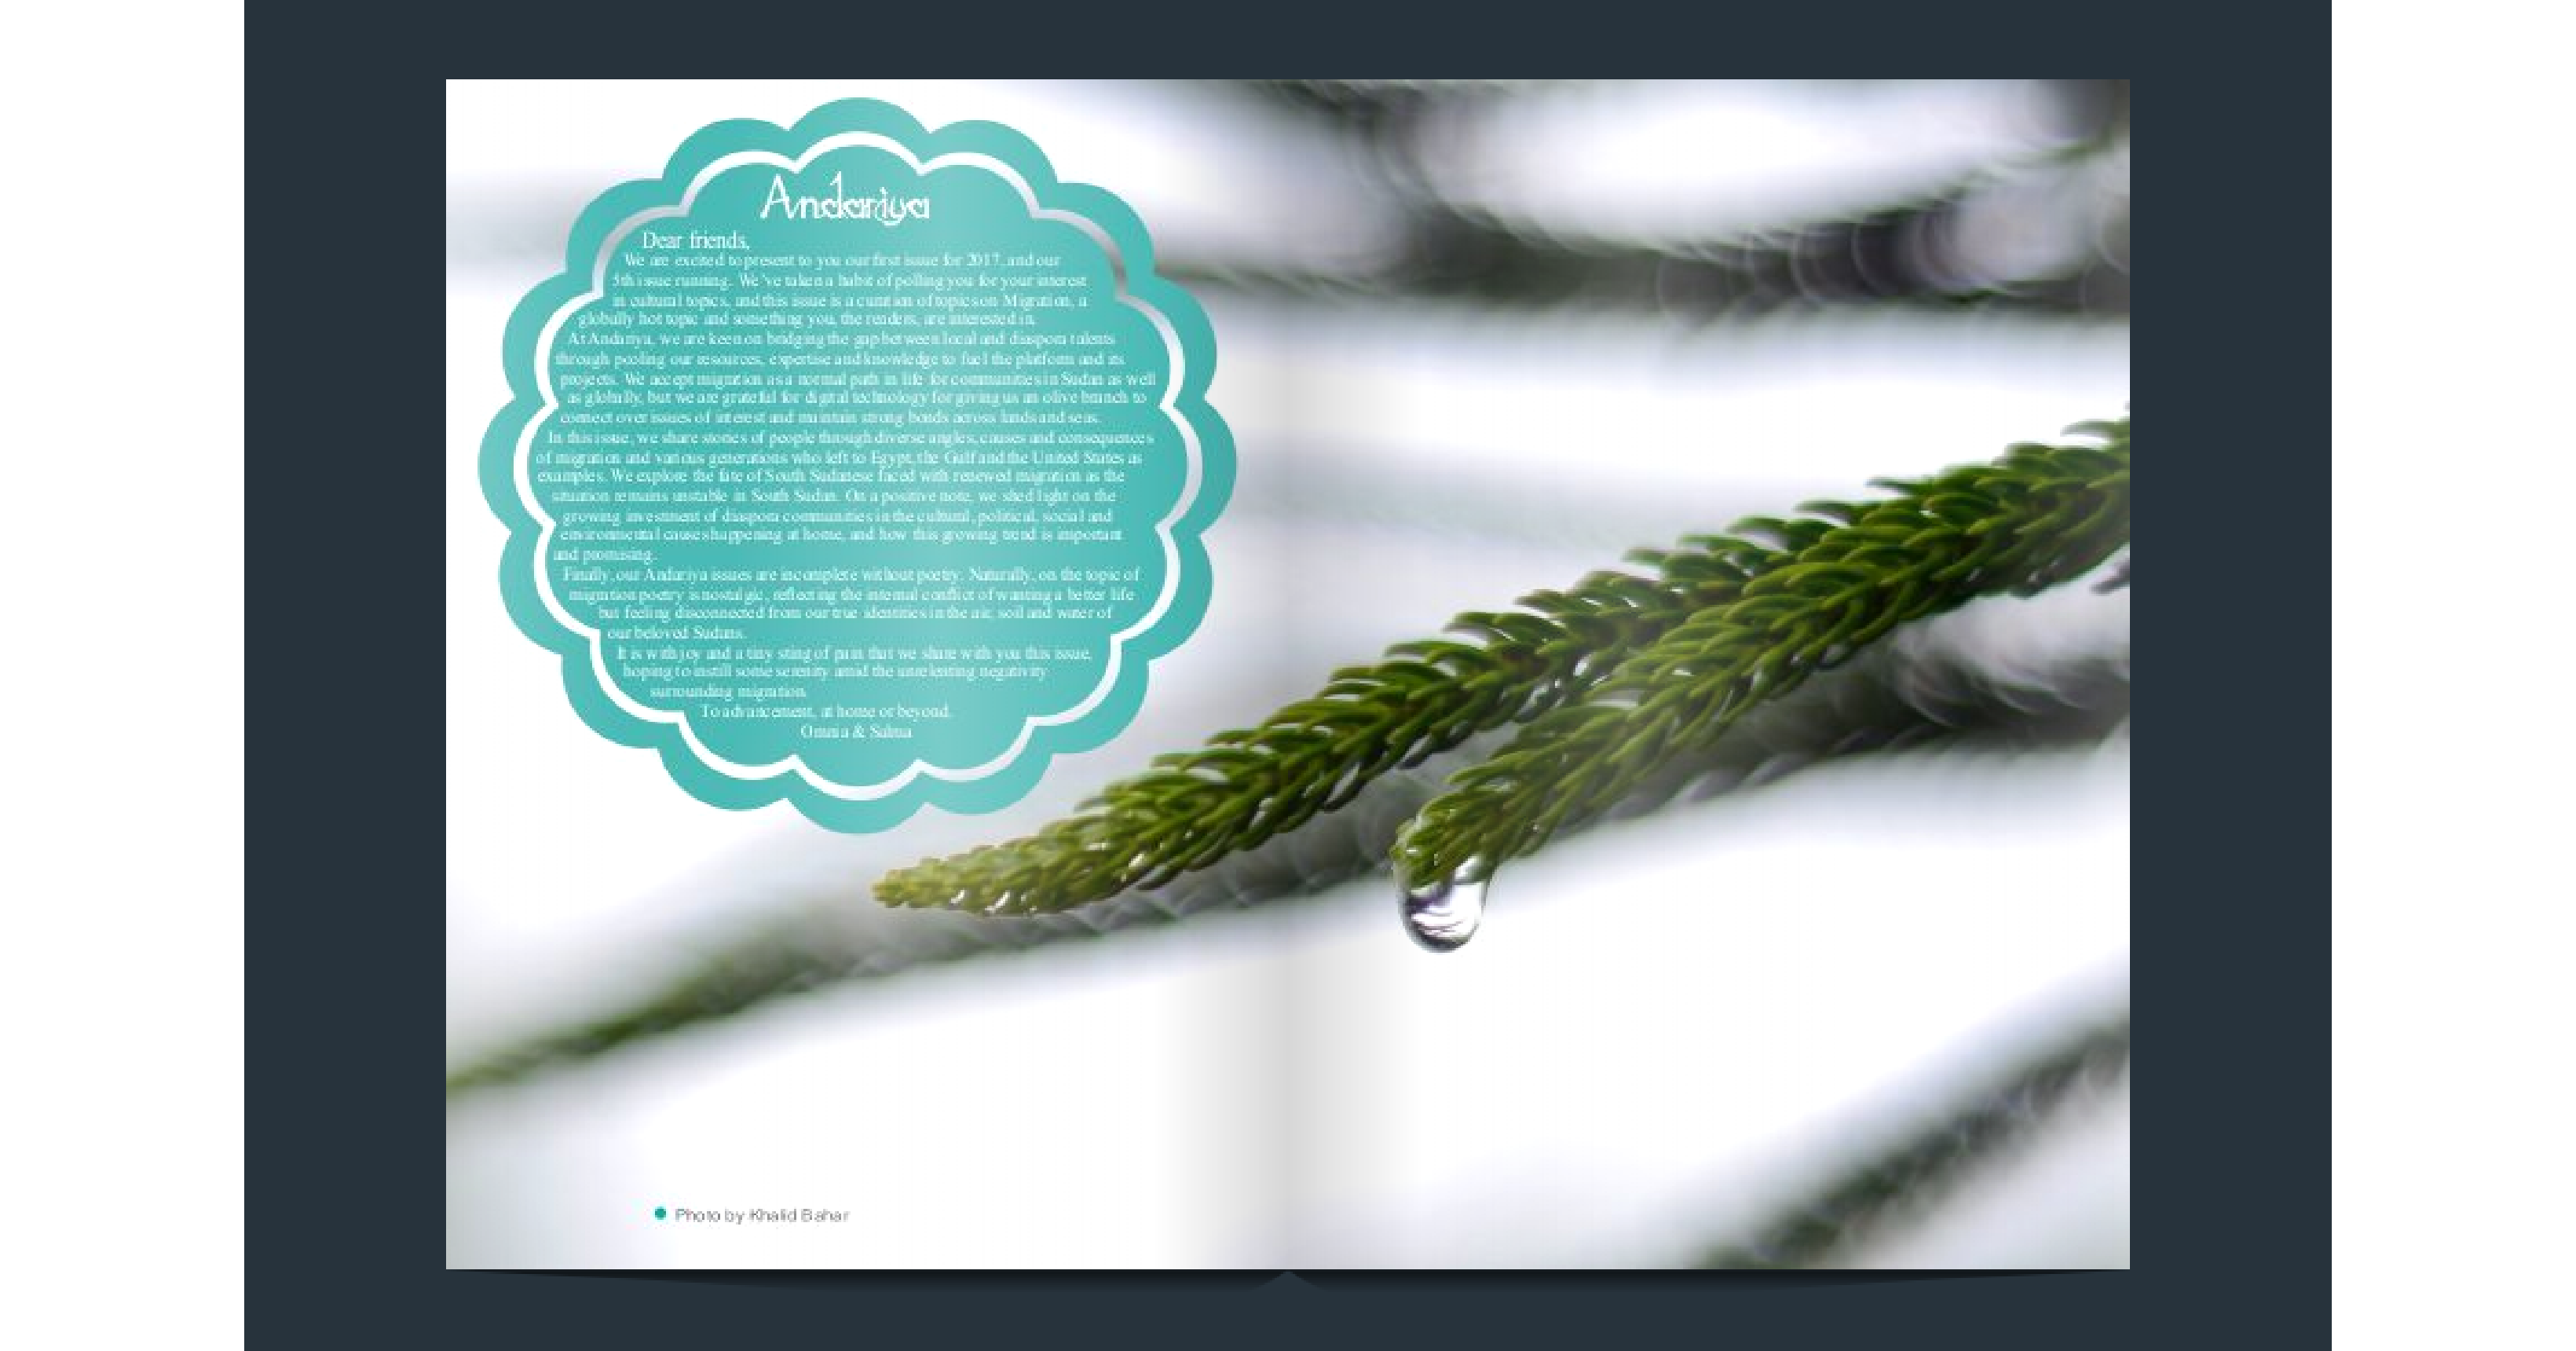 Andariya
Dear friends,
We are excited to present to you our first issue for 2017, and our
5th issue running. We've taken a habit of polling you for your interest
in cultural topics, and this issue is a curation of topics on Migration, a
globally hot topic and something you, the readers, are interested in.
At Andariya, we are keen on bridging the gap between local and diaspora talents
through pooling our resources, expertise and knowledge to fuel the platform and its
projects. We accept migration as a normal path in life for communities in Sudan as well
as globally, but we are grateful for digital technology for giving us an olive branch to
connect over issues of interest and maintain strong bonds across lands and seas.
In this issue, we share stories of people through diverse angles, causes and consequences
of migration and various generations who left to Egypt, the Gulf and the United States as
examples. We explore the fate of South Sudanese faced with renewed migration as the
situation remains unstable in South Sudan. On a positive note, we shed light on the
growing investment of diaspora communities in the cultural, political, social and
environmental causes happening at home, and how this growing trend is important
and promising.
Finally, our Andariya issues are incomplete without poetry. Naturally, on the topic of
migration poetry is nostalgic, reflecting the internal conflict of wanting a better life
but feeling disconnected from our true identities in the air, soil and water of
our beloved Sudans.
It is with joy and a tiny sting of pain that we share with you this issue,
hoping to instill some serenity amid the unrelenting negativity
surrounding migration.
To advancement, at home or beyond.
Omnia & Salma
Photo by Khalid Bahar